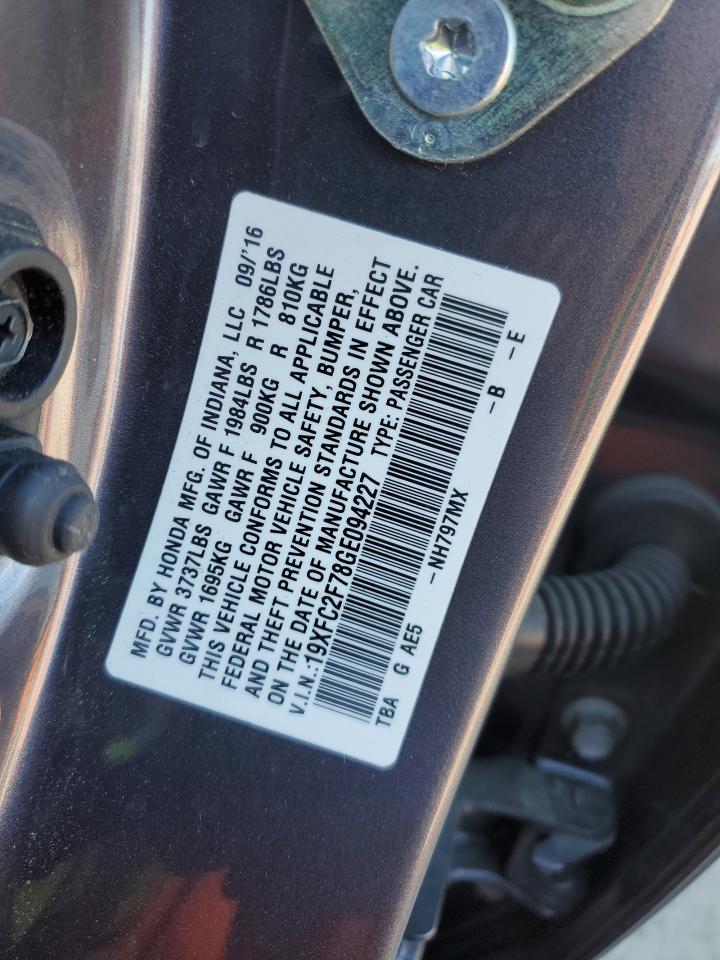 MFD. BY HONDA MFG. OF INDIANA, LLC 09/'16
GVWR 3737LBS GAWR F 1984LBS R 1786LBS
GVWR 1695KG GAWR F 900KG R 810KG
THIS VEHICLE CONFORMS TO ALL APPLICABLE
FEDERAL MOTOR VEHICLE SAFETY, BUMPER,
AND THEFT PREVENTION STANDARDS IN EFFECT
ON THE DATE OF MANUFACTURE SHOWN ABOVE.
V.I.N.:19XFC2F78GE094227 TYPE: PASSENGER CAR
TBA G AE5 -NH797MX -B -E